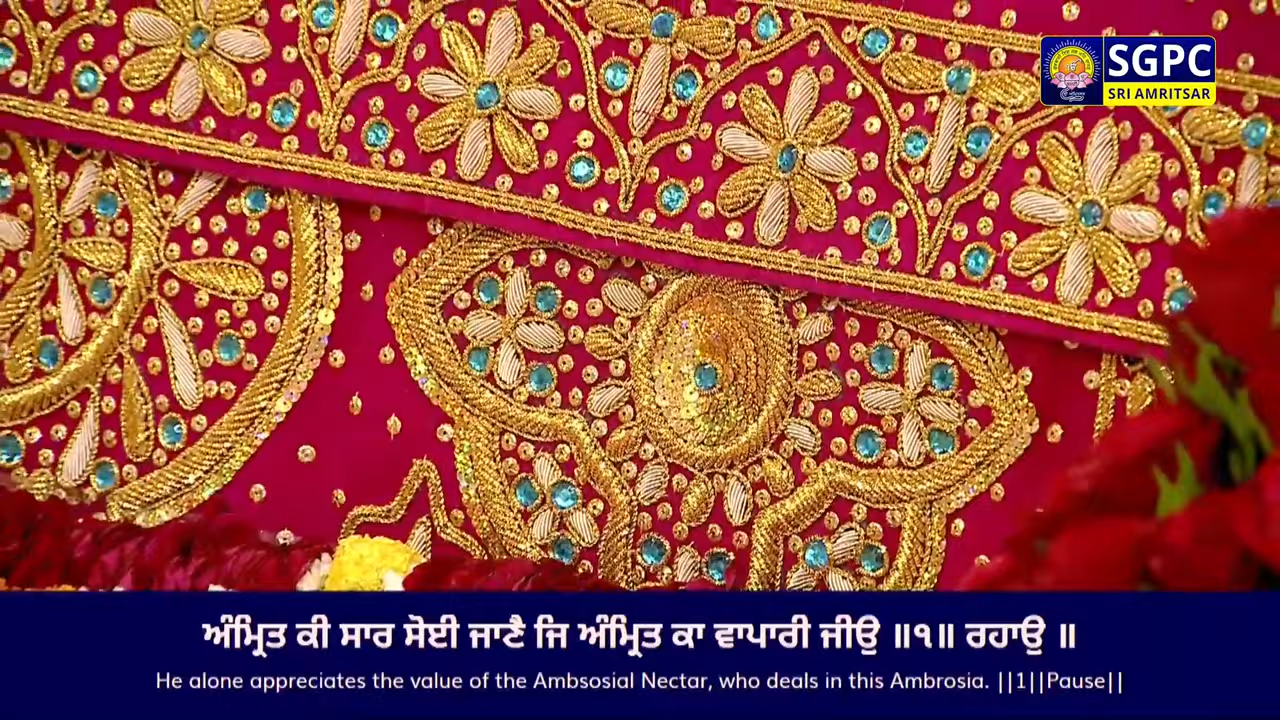 SGPC
SRI AMRITSAR
ਅੰਮ੍ਰਿਤ ਕੀ ਸਾਰ ਸੋਈ ਜਾਣੈ ਜਿ ਅੰਮ੍ਰਿਤ ਕਾ ਵਾਪਾਰੀ ਜੀਉ ॥੧॥ ਰਹਾਉ ॥
He alone appreciates the value of the Ambsosial Nectar, who deals in this Ambrosia. ||1||Pause||